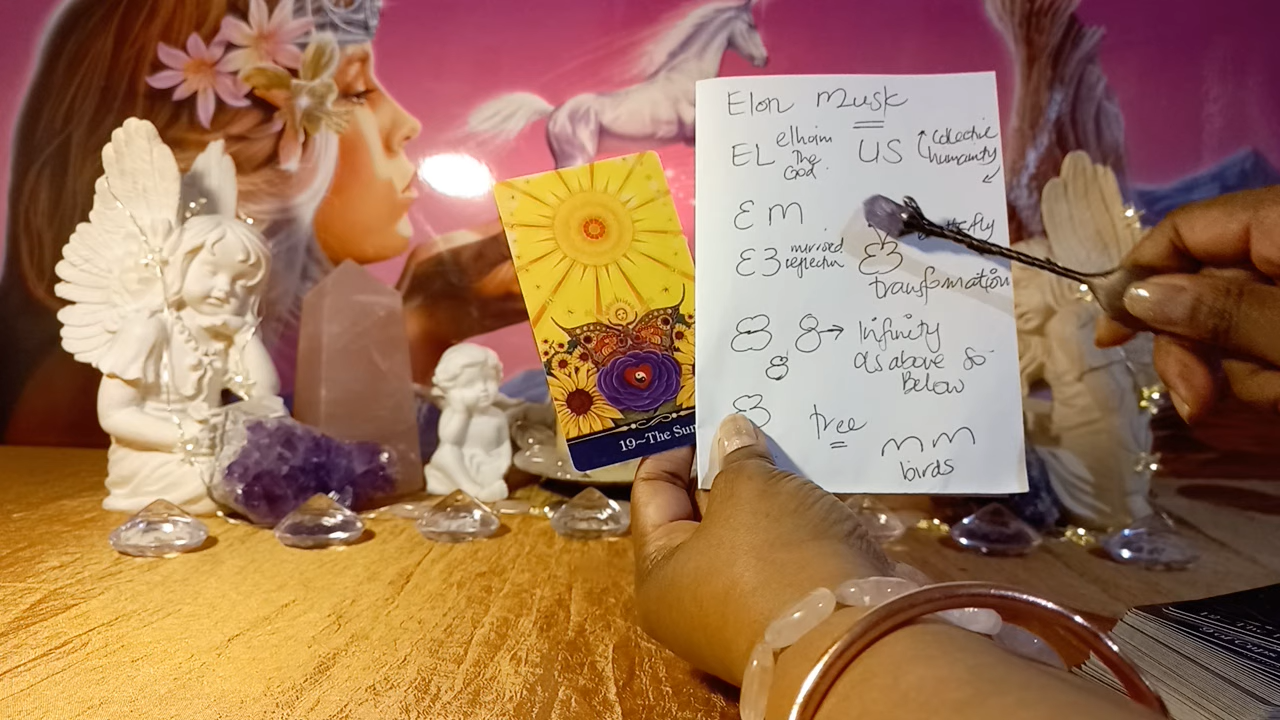 Elon Musk
EL elhoim The God. US Collective humanity
Em
Ɛ3 mirrored reflection
transformation
8 → Infinity
as above so
Below
tree
mm
birds
19~The Sun